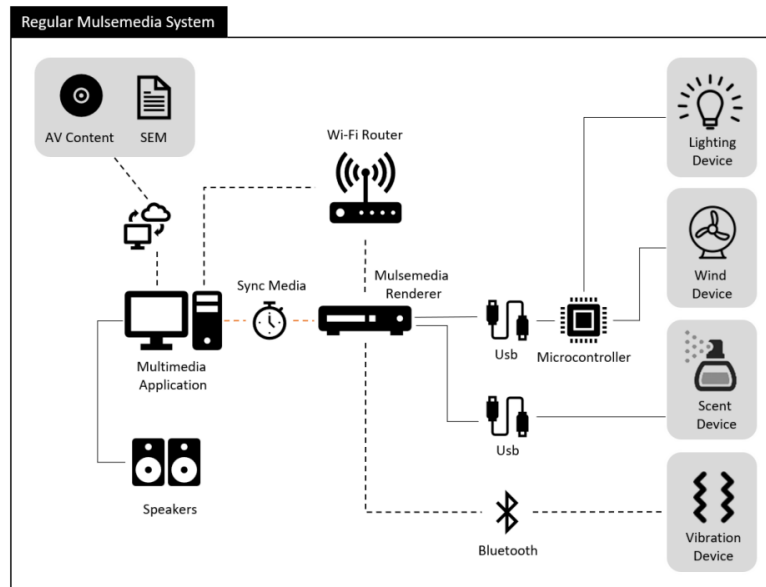 Regular Mulsemedia System
AV Content
SEM
Wi-Fi Router
Lighting
Device
Sync Media
Mulsemedia
Renderer
Wind
Device
Multimedia
Application
Usb
Microcontroller
Scent
Device
Usb
Speakers
Bluetooth
Vibration
Device